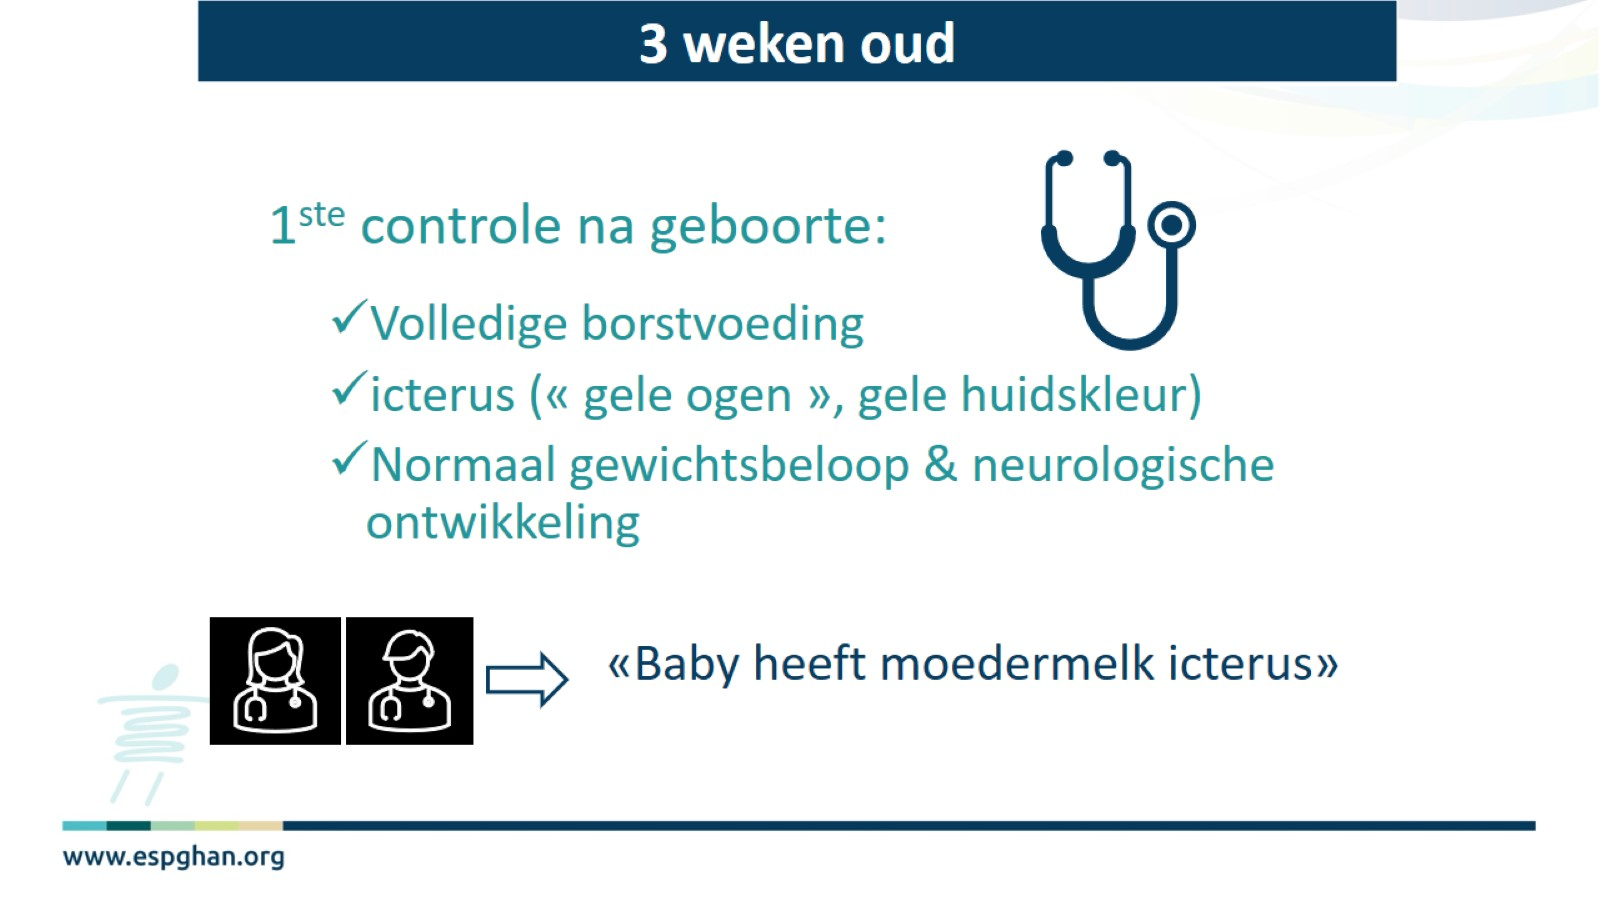 3 weken oud
1ste controle na geboorte:
✓Volledige borstvoeding
✓icterus (« gele ogen », gele huidskleur)
✓Normaal gewichtsbeloop & neurologische
ontwikkeling
«Baby heeft moedermelk icterus»
www.espghan.org